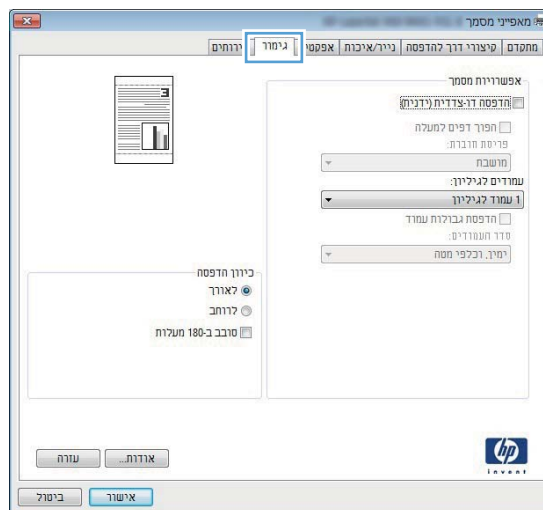 מאפייני מסמך
מתקדם
קיצורי דרך להדפסה
נייר/איכות
אפקטים
גימור
שירותים
אפשרויות מסמך
הדפסה דו-צדדית (ידנית)
הפוך דפים למעלה
פריסת חוברת:
מושבת
עמודים לגיליון:
1 עמוד לגיליון
הדפסת גבולות עמוד
סדר העמודים:
ימין, וכלפי מטה
כיוון הדפסה
לאורך
לרוחב
סובב ב-180 מעלות
אודות...
עזרה
hp
invent
אישור
ביטול